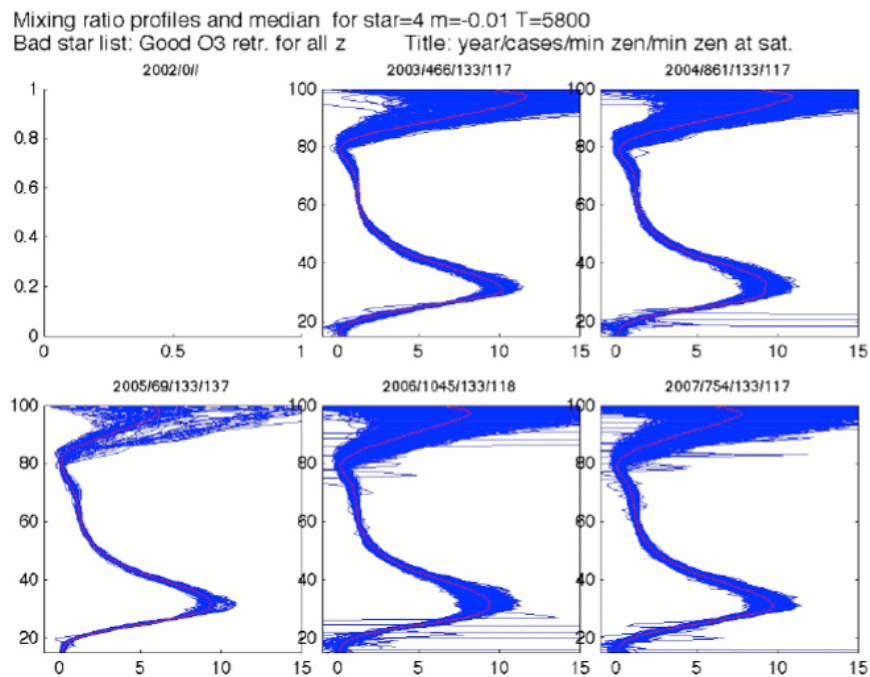 Mixing ratio profiles and median for star=4 m=-0.01 T=5800
Bad star list: Good O3 retr. for all z Title: year/cases/min zen/min zen at sat.
2002/0// 2003/466/133/117 2004/861/133/117
1 100 100
0.8 80 80
0.6 60 60
0.4 40 40
0.2 20 20
0
0 0.5 1 0 5 10 15 0 5 10 15
2005/69/133/137 2006/1045/133/118 2007/754/133/117
100 100 100
80 80 80
60 60 60
40 40 40
20 20 20
0 5 10 15 0 5 10 15 0 5 10 15